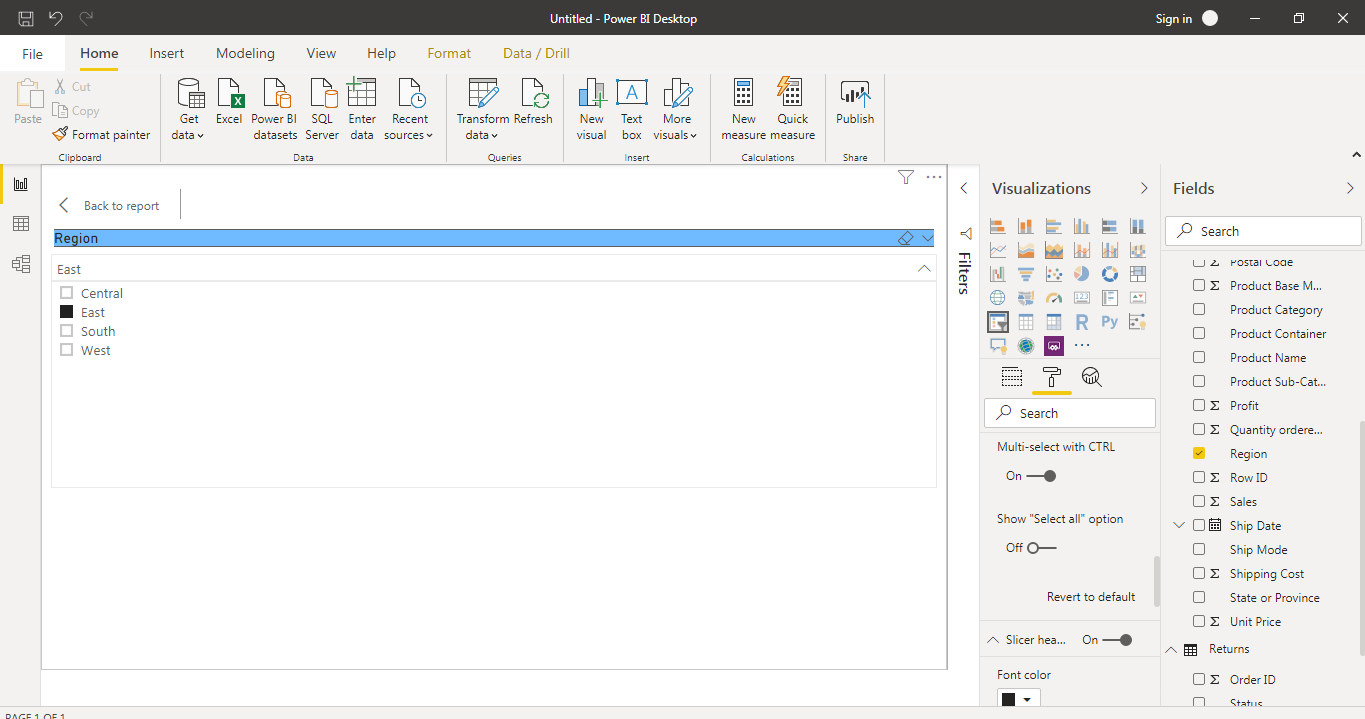 Untitled - Power BI Desktop
Sign in
File Home Insert Modeling View Help Format Data / Drill
Paste
Cut
Copy
Format painter
Clipboard
Get data
Excel
Power BI datasets
SQL Server
Enter data
Recent sources
Data
Transform data
Refresh
Queries
New visual
Text box
More visuals
Insert
New measure
Quick measure
Calculations
Publish
Share
Back to report
Region
East
Central
East
South
West
Filters
Visualizations
123
R
Py
Search
Multi-select with CTRL
On
Show "Select all" option
Off
Revert to default
Slicer hea... On
Font color
Fields
Search
Σ Postal Code
Σ Product Base M...
Product Category
Product Container
Product Name
Product Sub-Cat...
Σ Profit
Σ Quantity ordere...
Region
Σ Row ID
Σ Sales
Ship Date
Ship Mode
Σ Shipping Cost
State or Province
Σ Unit Price
Returns
Σ Order ID
Status
PAGE 1 OF 1